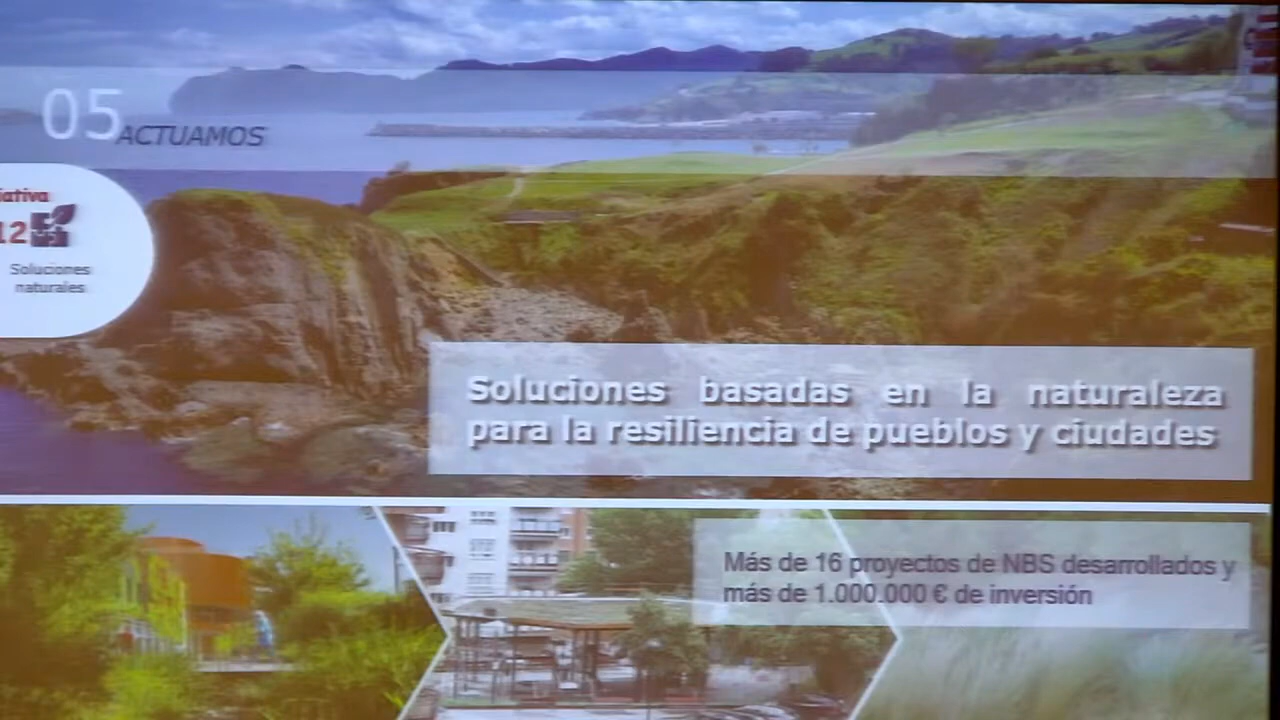 05 ACTUAMOS
iativa
12
Soluciones
naturales
Soluciones basadas en la naturaleza
para la resiliencia de pueblos y ciudades
Más de 16 proyectos de NBS desarrollados y
más de 1.000.000 € de inversión